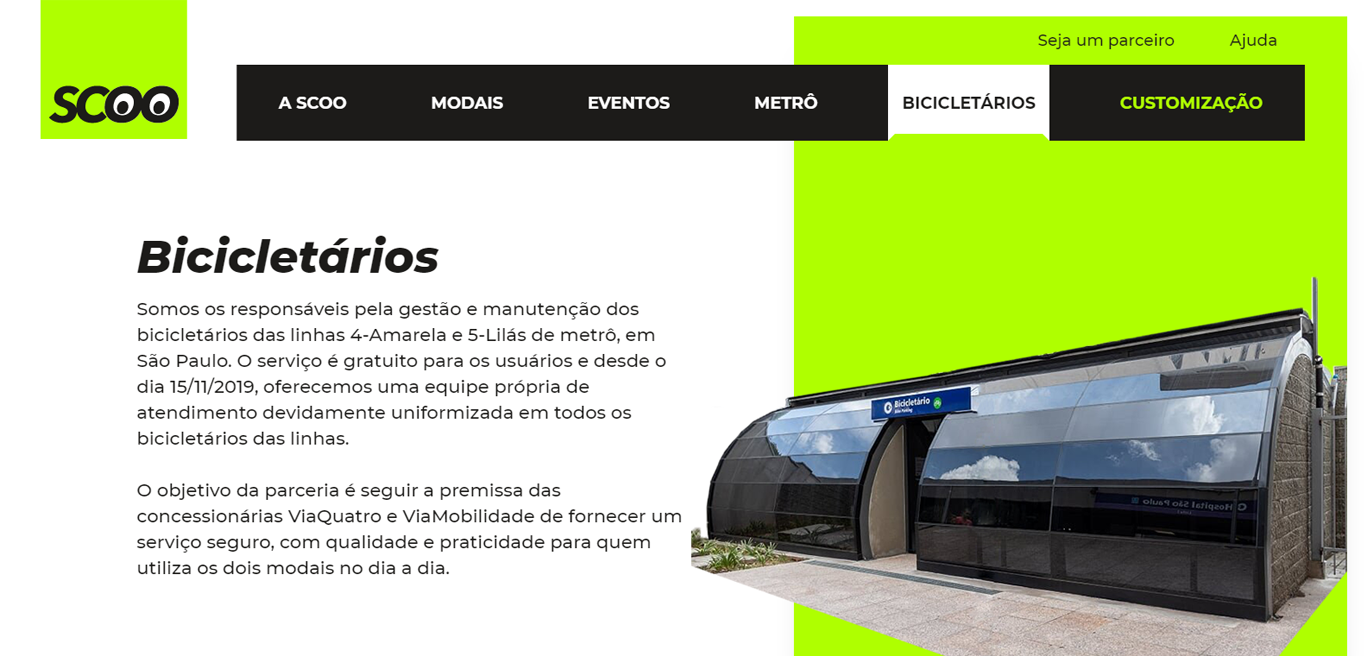 Seja um parceiro Ajuda
SCOO
A SCOO MODAIS EVENTOS METRÔ BICICLETÁRIOS CUSTOMIZAÇÃO
Bicicletários
Somos os responsáveis pela gestão e manutenção dos
bicicletários das linhas 4-Amarela e 5-Lilás de metrô, em
São Paulo. O serviço é gratuito para os usuários e desde o
dia 15/11/2019, oferecemos uma equipe própria de
atendimento devidamente uniformizada em todos os
bicicletários das linhas.
O objetivo da parceria é seguir a premissa das
concessionárias ViaQuatro e ViaMobilidade de fornecer um
serviço seguro, com qualidade e praticidade para quem
utiliza os dois modais no dia a dia.
Bicicletário
Bike Parking
Hospital São Paulo